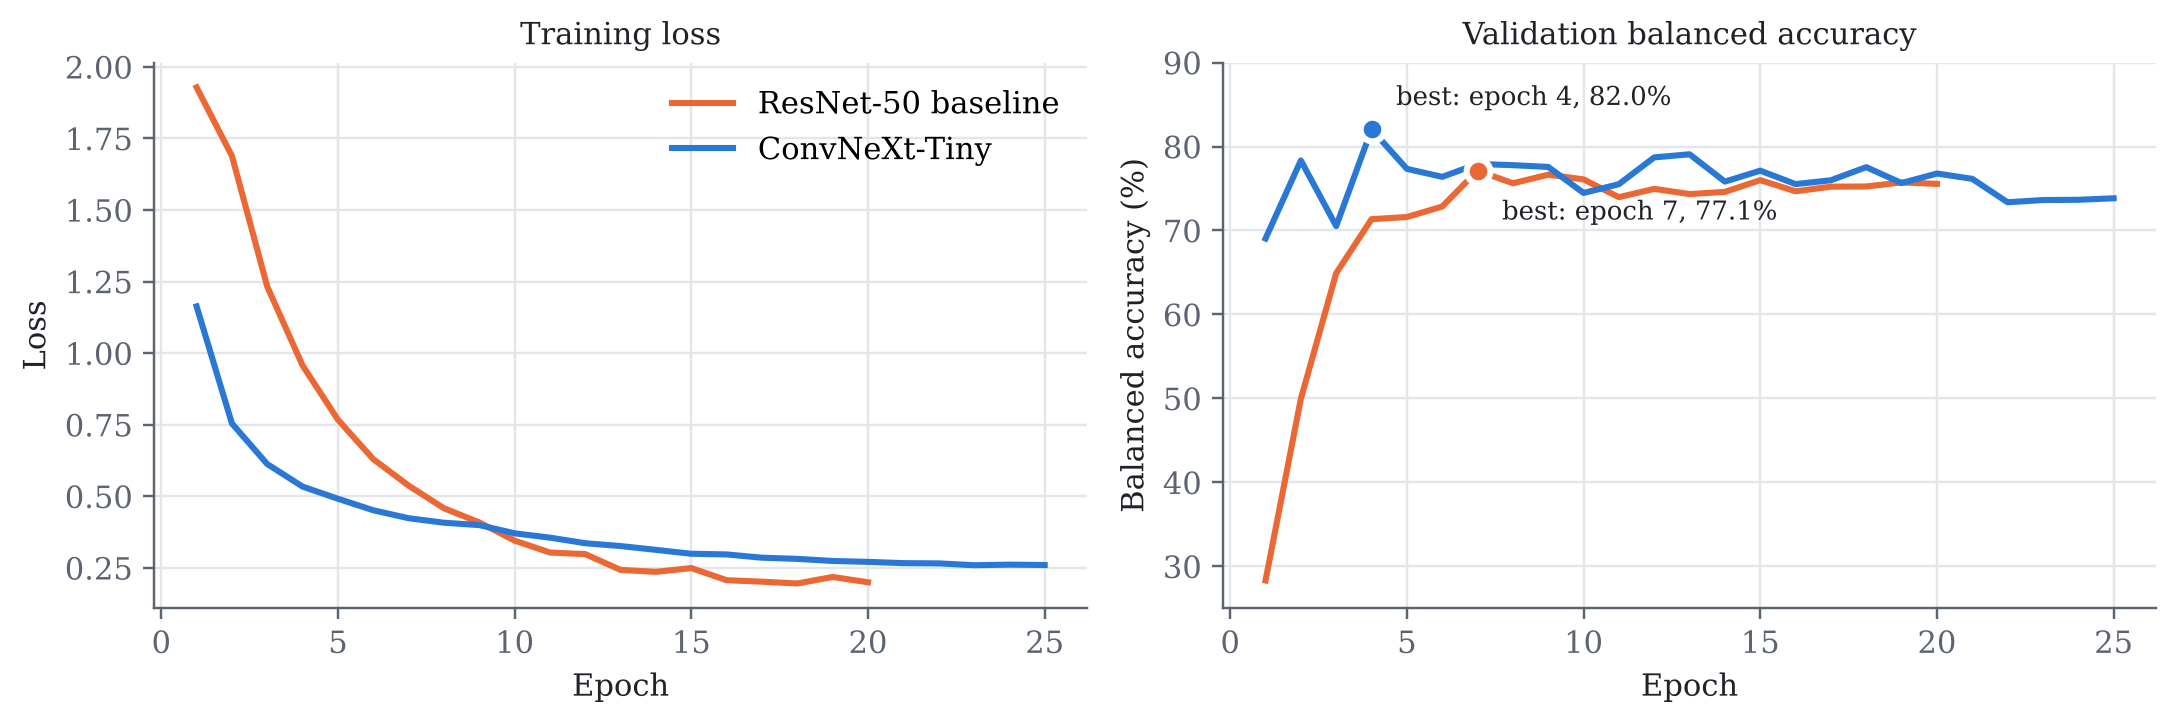 Training loss
Loss
2.00
1.75
1.50
1.25
1.00
0.75
0.50
0.25
ResNet-50 baseline
ConvNeXt-Tiny
0 5 10 15 20 25
Epoch
Validation balanced accuracy
Balanced accuracy (%)
90
80
70
60
50
40
30
best: epoch 4, 82.0%
best: epoch 7, 77.1%
0 5 10 15 20 25
Epoch